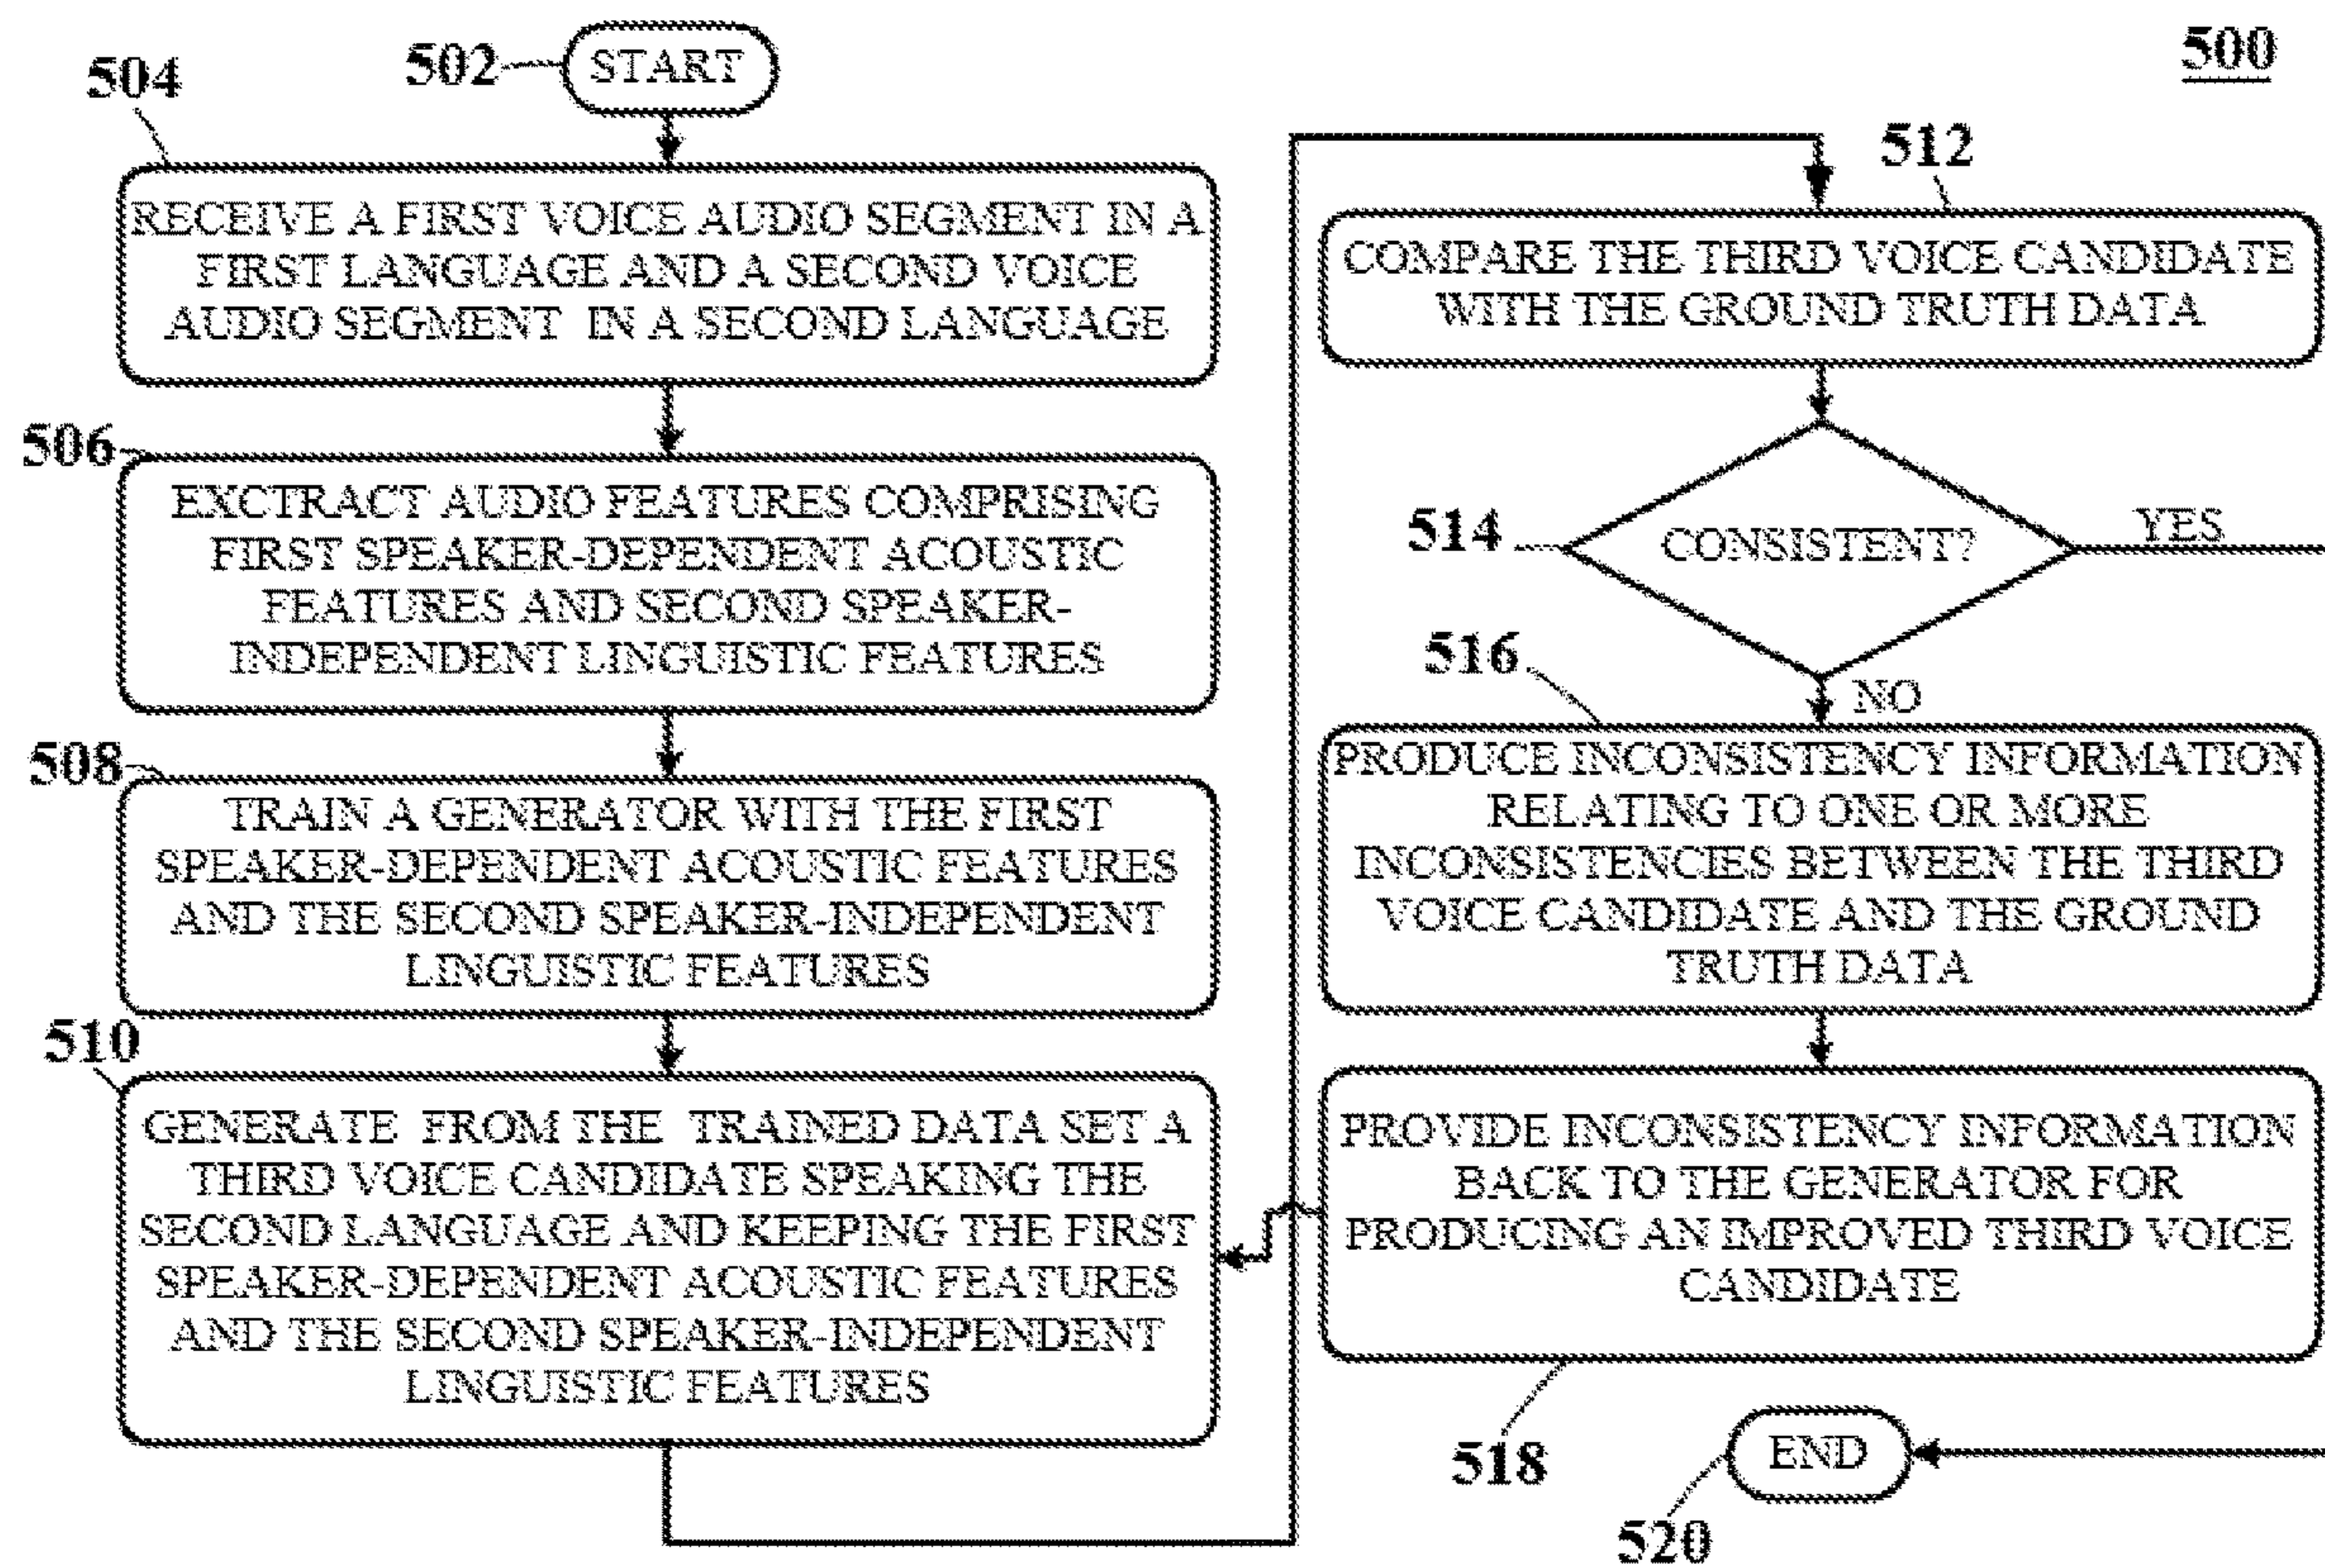 500
502
START
504
RECEIVE A FIRST VOICE AUDIO SEGMENT IN A
FIRST LANGUAGE AND A SECOND VOICE
AUDIO SEGMENT IN A SECOND LANGUAGE
506
EXCTRACT AUDIO FEATURES COMPRISING
FIRST SPEAKER-DEPENDENT ACOUSTIC
FEATURES AND SECOND SPEAKER-
INDEPENDENT LINGUISTIC FEATURES
508
TRAIN A GENERATOR WITH THE FIRST
SPEAKER-DEPENDENT ACOUSTIC FEATURES
AND THE SECOND SPEAKER-INDEPENDENT
LINGUISTIC FEATURES
510
GENERATE FROM THE TRAINED DATA SET A
THIRD VOICE CANDIDATE SPEAKING THE
SECOND LANGUAGE AND KEEPING THE FIRST
SPEAKER-DEPENDENT ACOUSTIC FEATURES
AND THE SECOND SPEAKER-INDEPENDENT
LINGUISTIC FEATURES
512
COMPARE THE THIRD VOICE CANDIDATE
WITH THE GROUND TRUTH DATA
514
CONSISTENT?
YES
NO
516
PRODUCE INCONSISTENCY INFORMATION
RELATING TO ONE OR MORE
INCONSISTENCIES BETWEEN THE THIRD
VOICE CANDIDATE AND THE GROUND
TRUTH DATA
PROVIDE INCONSISTENCY INFORMATION
BACK TO THE GENERATOR FOR
PRODUCING AN IMPROVED THIRD VOICE
CANDIDATE
518
END
520